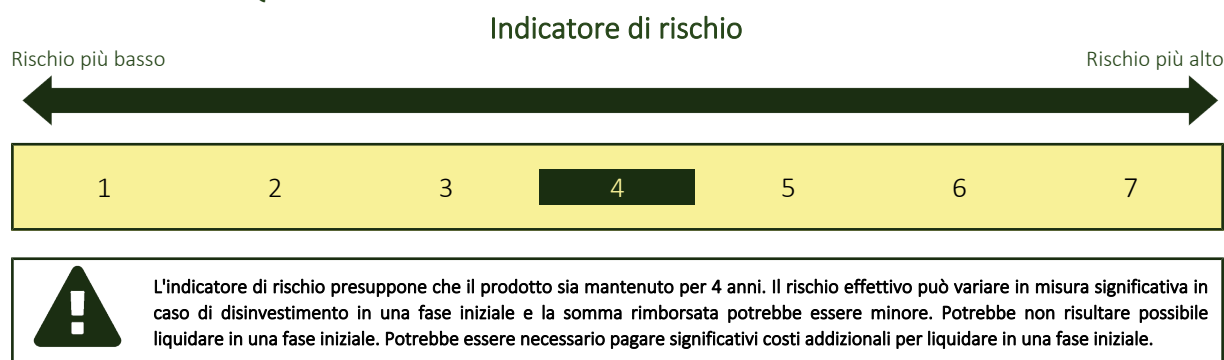 Indicatore di rischio
Rischio più basso
Rischio più alto
1 2 3 4 5 6 7
L'indicatore di rischio presuppone che il prodotto sia mantenuto per 4 anni. Il rischio effettivo può variare in misura significativa in
caso di disinvestimento in una fase iniziale e la somma rimborsata potrebbe essere minore. Potrebbe non risultare possibile
liquidare in una fase iniziale. Potrebbe essere necessario pagare significativi costi addizionali per liquidare in una fase iniziale.